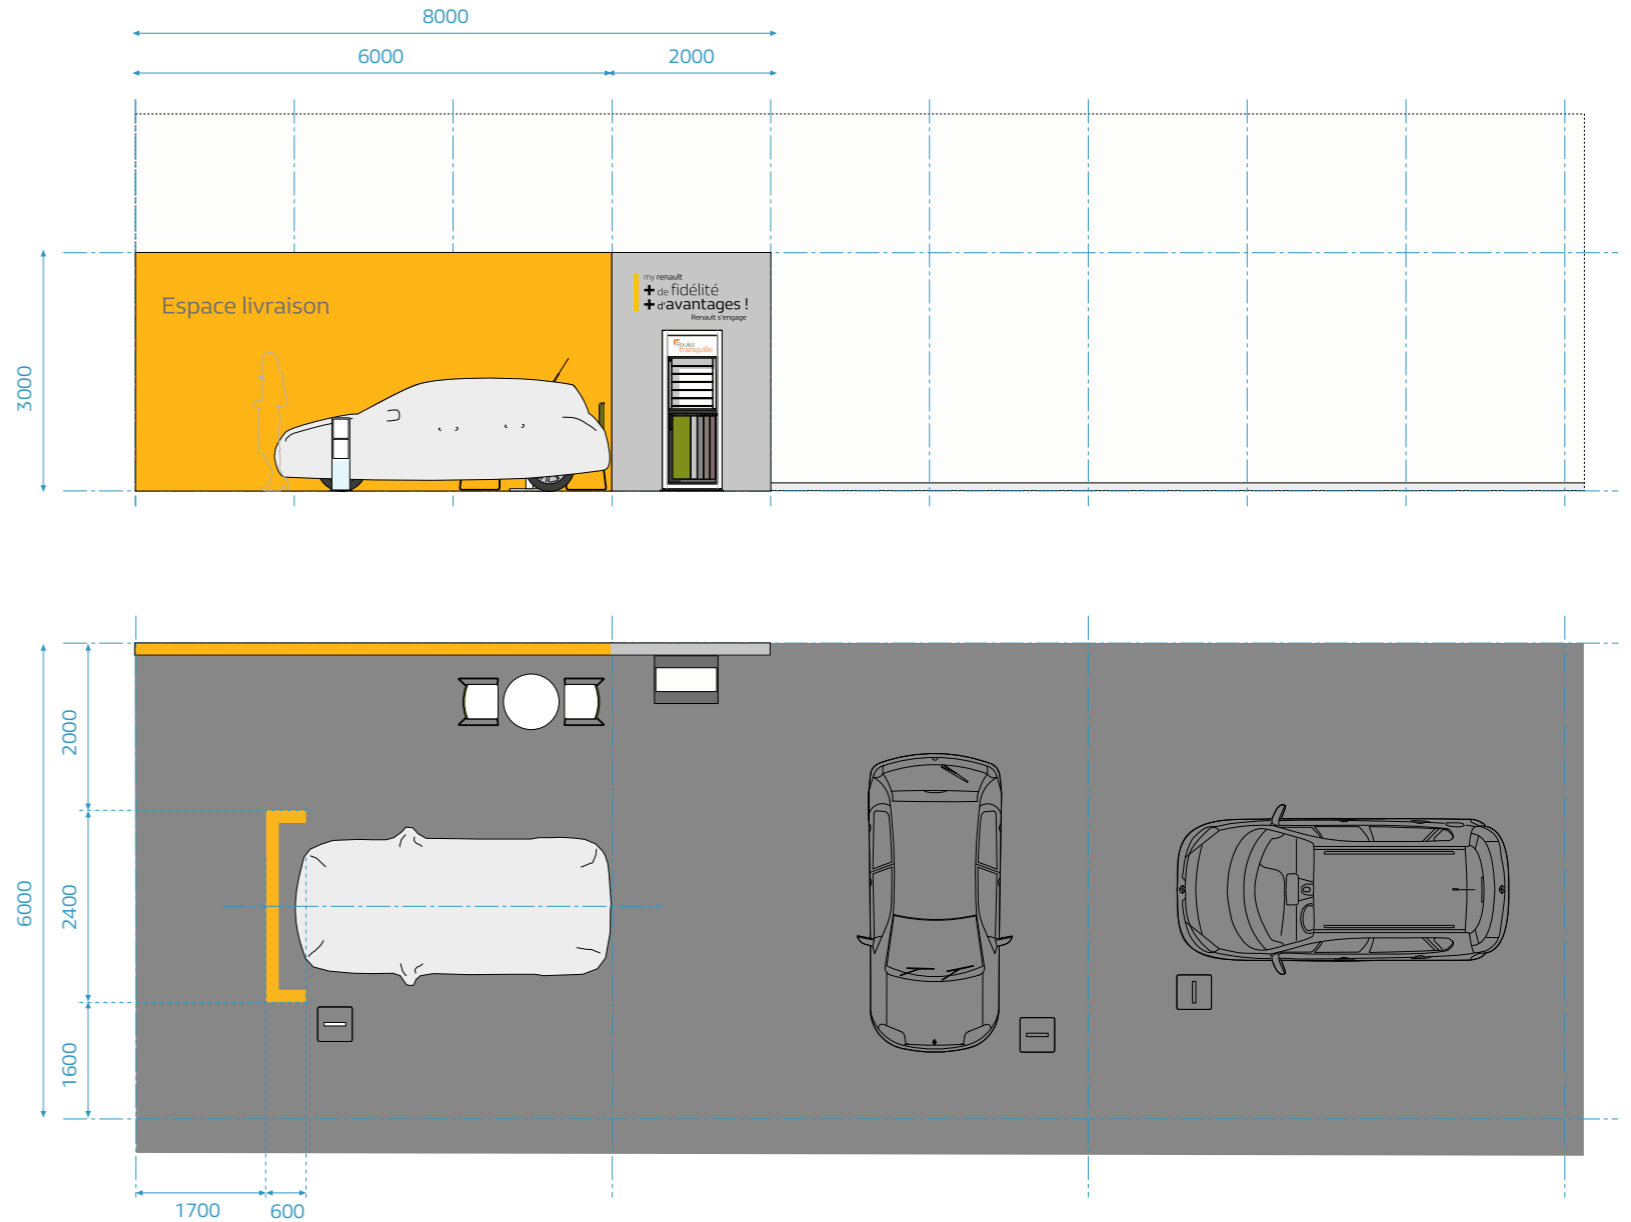 8000
6000
2000
3000
Espace livraison
my renault
+ de fidélité
+ d'avantages !
Renault s'engage
tranquille
6000
2000
2400
1600
1700
600